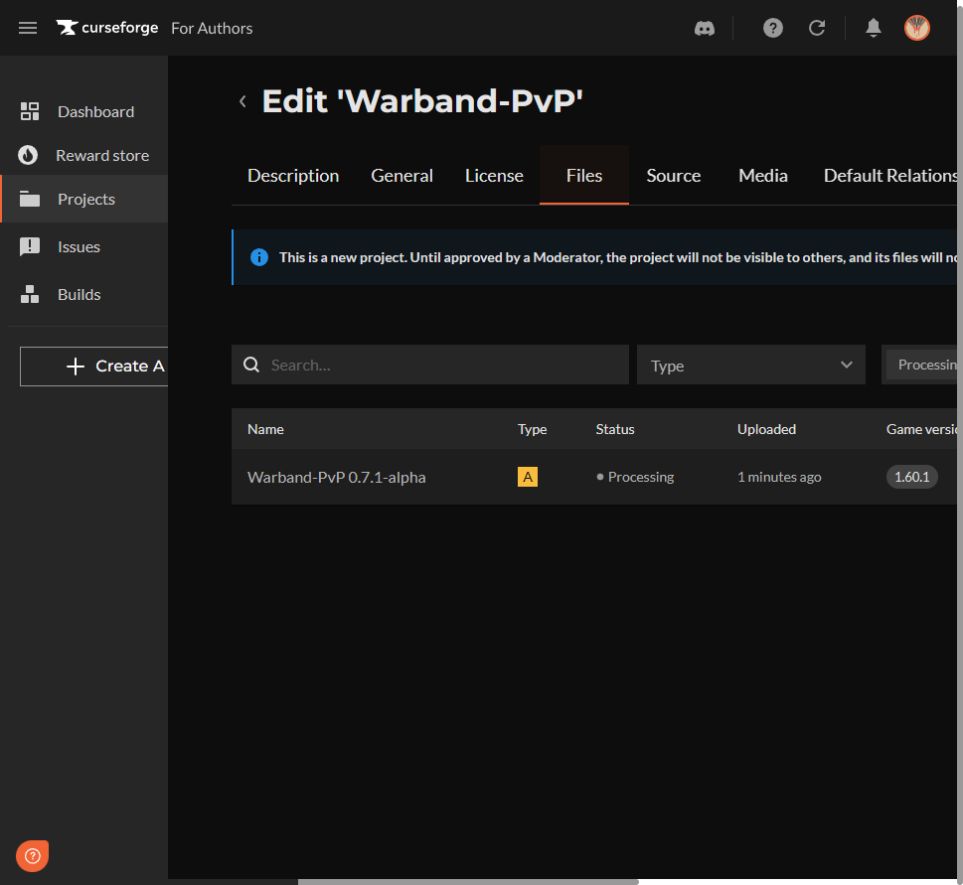 curseforge For Authors
Dashboard
Reward store
Projects
Issues
Builds
Create A
Edit 'Warband-PvP'
Description General License Files Source Media Default Relations
This is a new project. Until approved by a Moderator, the project will not be visible to others, and its files will
Search... Type Processin
Name Type Status Uploaded Game versi
Warband-PvP 0.7.1-alpha A Processing 1 minutes ago 1.60.1